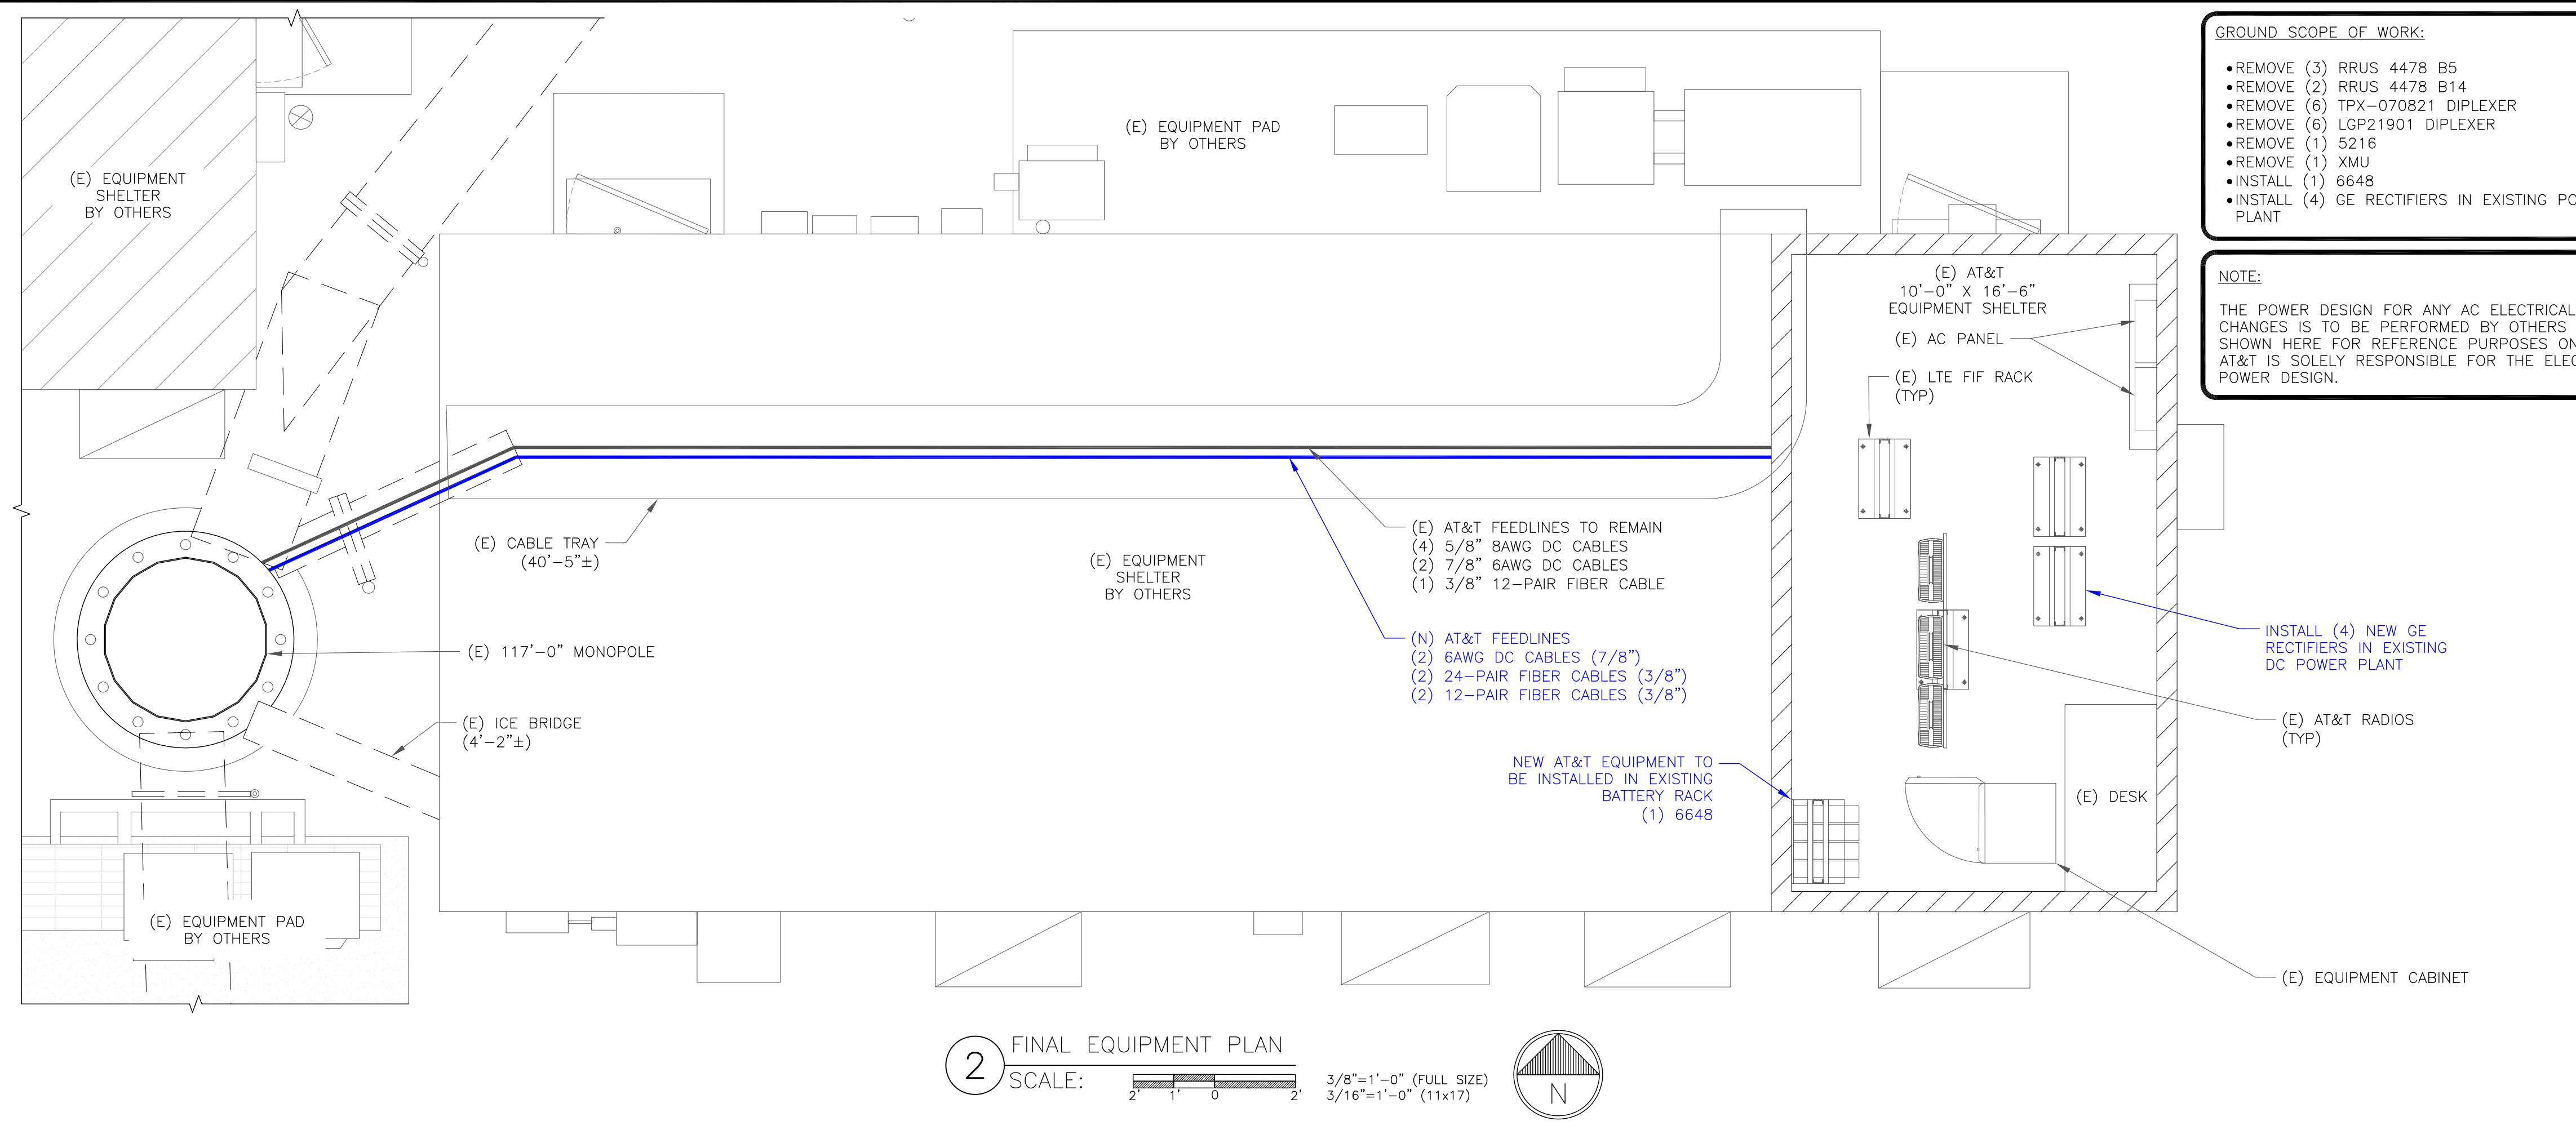 GROUND SCOPE OF WORK:
•REMOVE (3) RRUS 4478 B5
•REMOVE (2) RRUS 4478 B14
•REMOVE (6) TPX-070821 DIPLEXER
•REMOVE (6) LGP21901 DIPLEXER
•REMOVE (1) 5216
•REMOVE (1) XMU
•INSTALL (1) 6648
•INSTALL (4) GE RECTIFIERS IN EXISTING
PLANT
NOTE:
THE POWER DESIGN FOR ANY AC ELECTRICAL
CHANGES IS TO BE PERFORMED BY OTHERS
SHOWN HERE FOR REFERENCE PURPOSES
AT&T IS SOLELY RESPONSIBLE FOR THE
POWER DESIGN.
(E) EQUIPMENT
SHELTER
BY OTHERS
(E) EQUIPMENT PAD
BY OTHERS
(E) AT&T
10'-0" X 16'-6"
EQUIPMENT SHELTER
(E) AC PANEL
(E) LTE FIF RACK
(TYP)
(E) CABLE TRAY
(40'-5"±)
(E) EQUIPMENT
SHELTER
BY OTHERS
(E) AT&T FEEDLINES TO REMAIN
(4) 5/8" 8AWG DC CABLES
(2) 7/8" 6AWG DC CABLES
(1) 3/8" 12-PAIR FIBER CABLE
(N) AT&T FEEDLINES
(2) 6AWG DC CABLES (7/8")
(2) 24-PAIR FIBER CABLES (3/8")
(2) 12-PAIR FIBER CABLES (3/8")
(E) 117'-0" MONOPOLE
(E) ICE BRIDGE
(4'-2"±)
INSTALL (4) NEW GE
RECTIFIERS IN EXISTING
DC POWER PLANT
(E) AT&T RADIOS
(TYP)
NEW AT&T EQUIPMENT TO
BE INSTALLED IN EXISTING
BATTERY RACK
(1) 6648
(E) DESK
(E) EQUIPMENT PAD
BY OTHERS
(E) EQUIPMENT CABINET
2
FINAL EQUIPMENT PLAN
SCALE:
2' 1' 0 2'
3/8"=1'-0" (FULL SIZE)
3/16"=1'-0" (11x17)
N